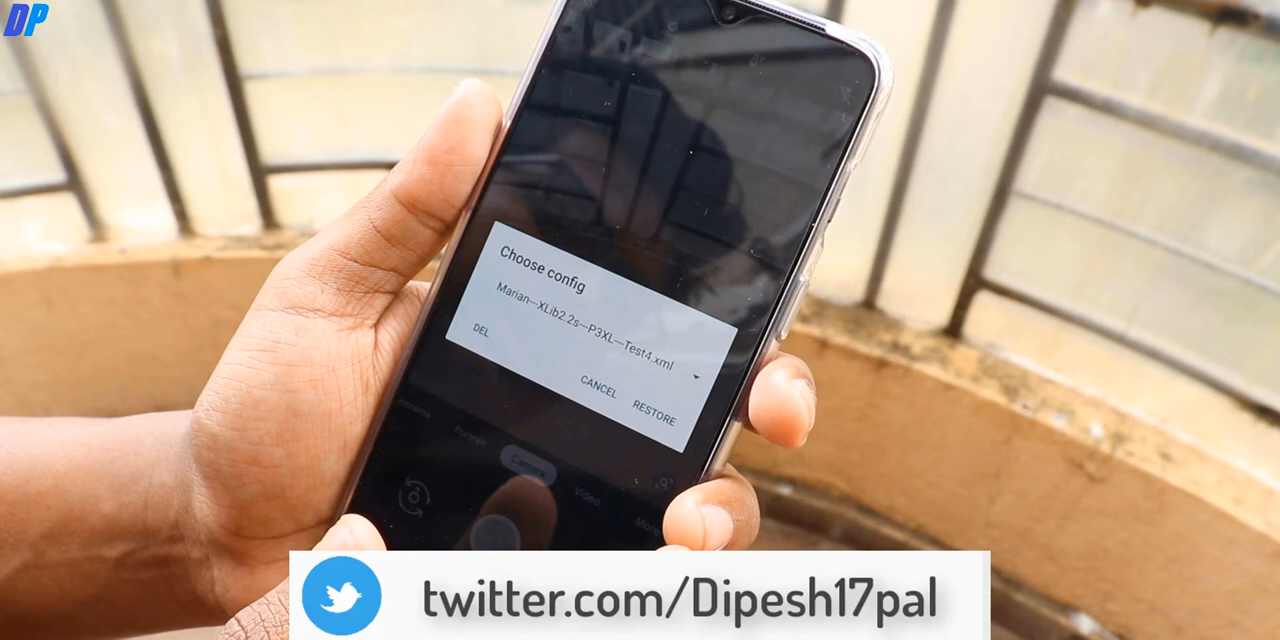 DP
Choose config
Marian—XLib2.2s—P3XL—Test4.xml
DEL
CANCEL
RESTORE
Portrait
Camera
Video
More
twitter.com/Dipesh17pal